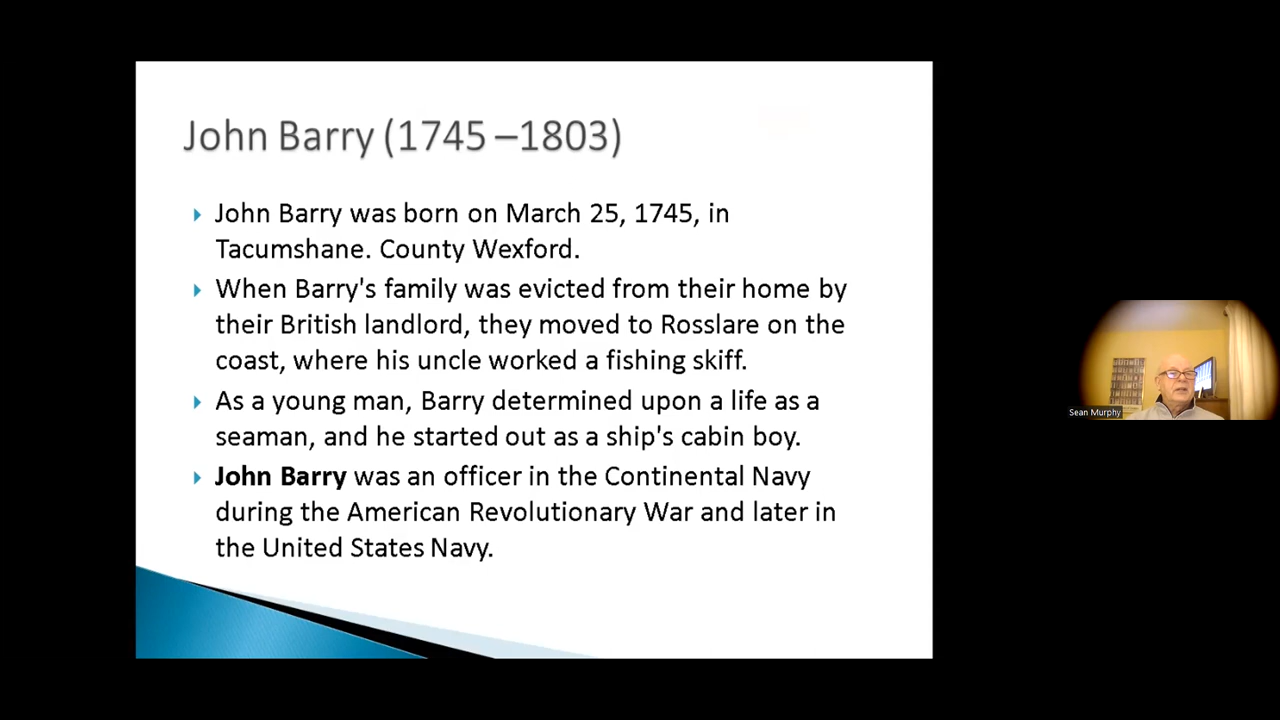 John Barry (1745 –1803)
John Barry was born on March 25, 1745, in
Tacumshane. County Wexford.
When Barry's family was evicted from their home by
their British landlord, they moved to Rosslare on the
coast, where his uncle worked a fishing skiff.
As a young man, Barry determined upon a life as a
seaman, and he started out as a ship's cabin boy.
John Barry was an officer in the Continental Navy
during the American Revolutionary War and later in
the United States Navy.
Sean Murphy